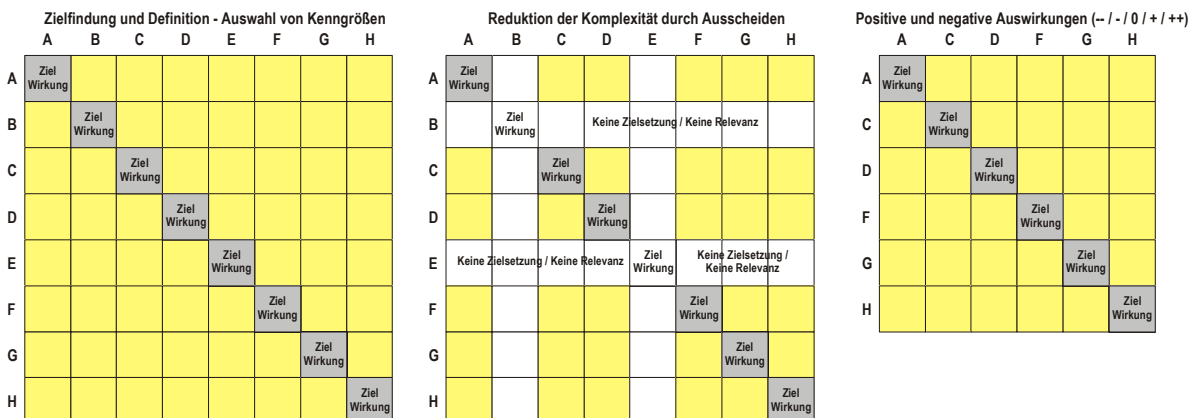 Zielfindung und Definition - Auswahl von Kenngrößen
A B C D E F G H
A Ziel
Wirkung
B Ziel
Wirkung
C Ziel
Wirkung
D Ziel
Wirkung
E Ziel
Wirkung
F Ziel
Wirkung
G Ziel
Wirkung
H Ziel
Wirkung
Reduktion der Komplexität durch Ausscheiden
A B C D E F G H
A Ziel
Wirkung
B Ziel
Wirkung Keine Zielsetzung / Keine Relevanz
C Ziel
Wirkung
D Ziel
Wirkung
E Keine Zielsetzung / Keine Relevanz Ziel
Wirkung Keine Zielsetzung /
Keine Relevanz
F Ziel
Wirkung
G Ziel
Wirkung
H Ziel
Wirkung
Positive und negative Auswirkungen (-- / - / 0 / + / ++)
A C D F G H
A Ziel
Wirkung
C Ziel
Wirkung
D Ziel
Wirkung
F Ziel
Wirkung
G Ziel
Wirkung
H Ziel
Wirkung